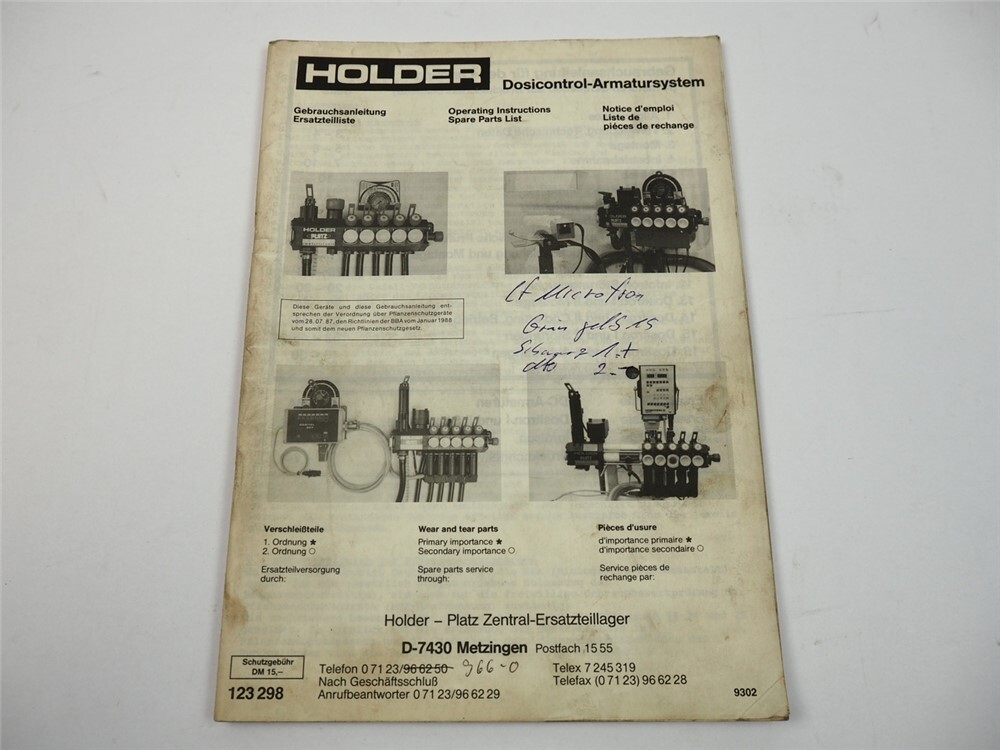 HOLDER
Dosicontrol-Armatursystem
Gebrauchsanleitung
Ersatzteilliste
Operating Instructions
Spare Parts List
Notice d'emploi
Liste de
pièces de rechange
HOLDER
PLATZ
Diese Geräte und diese Gebrauchsanleitung ent-
sprechen der Verordnung über Pflanzenschutzgeräte
vom 28. 07. 87, den Richtlinien der BBA vom Januar 1988
und somit dem neuen Pflanzenschutzgesetz.
Verschleißteile
1. Ordnung ★
2. Ordnung ○
Ersatzteilversorgung
durch:
Wear and tear parts
Primary importance ★
Secondary importance ○
Spare parts service
through:
Pièces d'usure
d'importance primaire ★
d'importance secondaire ○
Service pièces de
rechange par:
Holder – Platz Zentral-Ersatzteillager
D-7430 Metzingen Postfach 15 55
Schutzgebühr
DM 15,–
123 298
Telefon 0 71 23/96 62 50 966-0
Nach Geschäftsschluß
Anrufbeantworter 0 71 23/96 62 29
Telex 7 245 319
Telefax (0 71 23) 96 62 28
9302